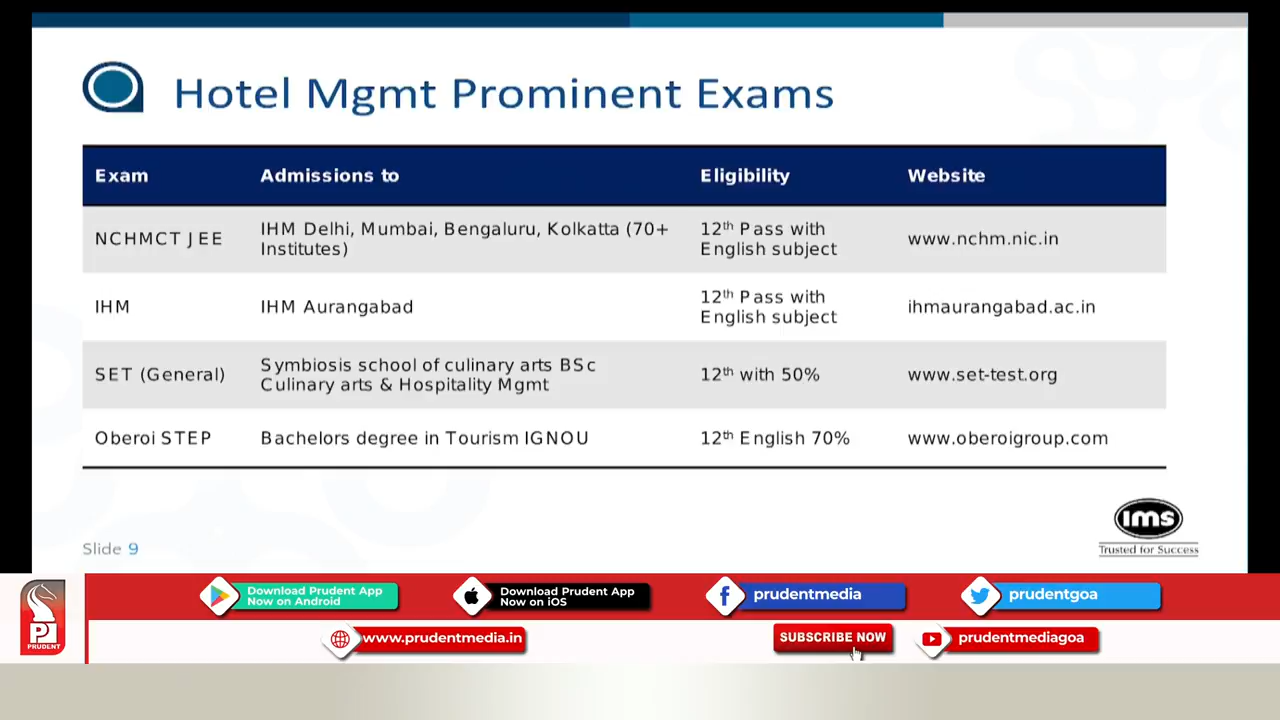 Hotel Mgmt Prominent Exams
Exam Admissions to Eligibility Website
NCHMCT JEE
IHM Delhi, Mumbai, Bengaluru, Kolkatta (70+
Institutes)
12th Pass with
English subject
www.nchm.nic.in
IHM
IHM Aurangabad
12th Pass with
English subject
ihmaurangabad.ac.in
SET (General)
Symbiosis school of culinary arts BSc
Culinary arts & Hospitality Mgmt
12th with 50%
www.set-test.org
Oberoi STEP
Bachelors degree in Tourism IGNOU
12th English 70%
www.oberoigroup.com
ims
Trusted for Success
Slide 9
PRUDENT
Download Prudent App
Now on Android
Download Prudent App
Now on iOS
prudentmedia
prudentgoa
www.prudentmedia.in
SUBSCRIBE NOW
prudentmediagoa